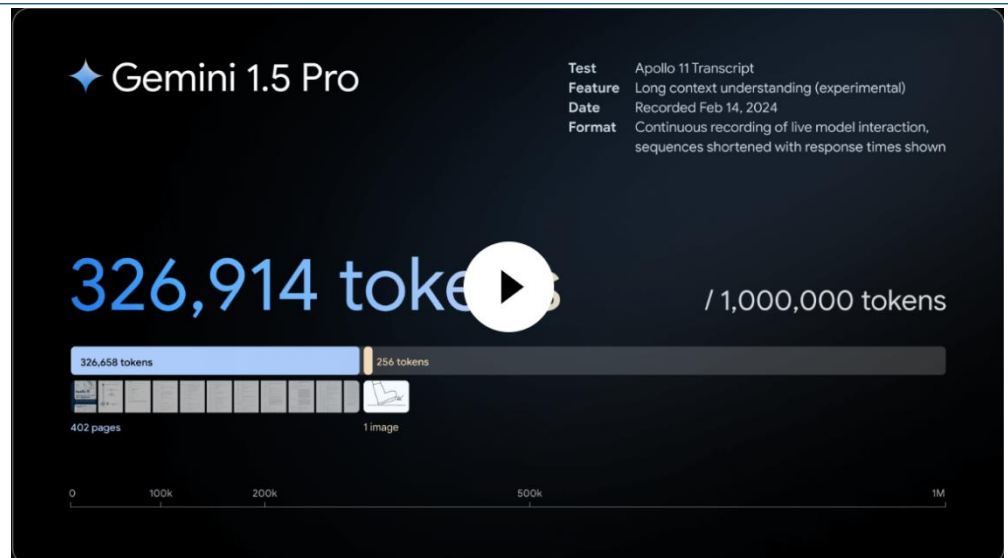 Gemini 1.5 Pro
Test Apollo 11 Transcript
Feature Long context understanding (experimental)
Date Recorded Feb 14, 2024
Format Continuous recording of live model interaction,
sequences shortened with response times shown
326,914 tokens / 1,000,000 tokens
326,658 tokens 256 tokens
402 pages 1 image
0 100k 200k 500k 1M